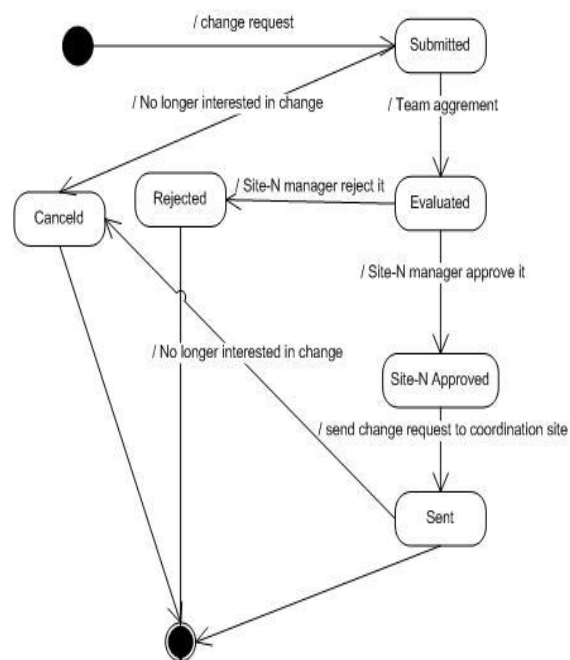 / change request
Submitted
/ No longer interested in change
/ Team aggrement
Rejected
/ Site-N manager reject it
Evaluated
Canceld
/ Site-N manager approve it
/ No longer interested in change
Site-N Approved
/ send change request to coordination site
Sent